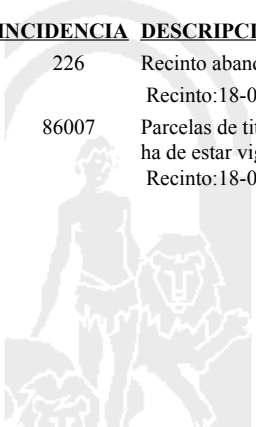 INCIDENCIA DESCRIPCI
226 Recinto aband
Recinto:18-0
86007 Parcelas de tit
ha de estar vig
Recinto:18-0